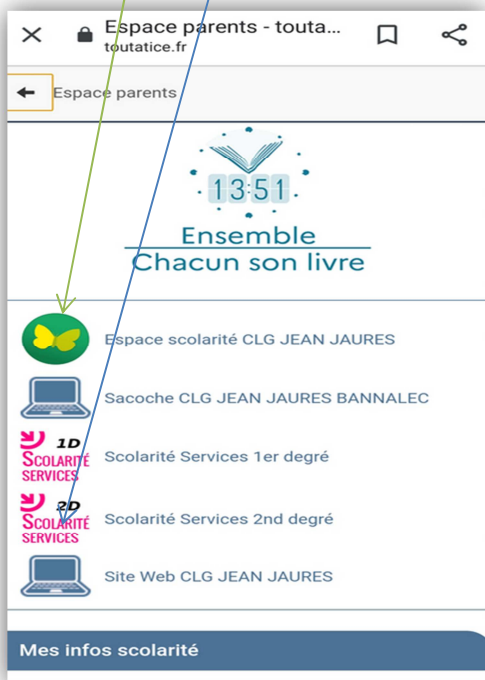 Espace parents - touta...
toutatice.fr
Espace parents
13:51
Ensemble
Chacun son livre
Espace scolarité CLG JEAN JAURES
Sacoche CLG JEAN JAURES BANNALEC
1D
SCOLARITÉ
SERVICES
Scolarité Services 1er degré
2D
SCOLARITÉ
SERVICES
Scolarité Services 2nd degré
Site Web CLG JEAN JAURES
Mes infos scolarité